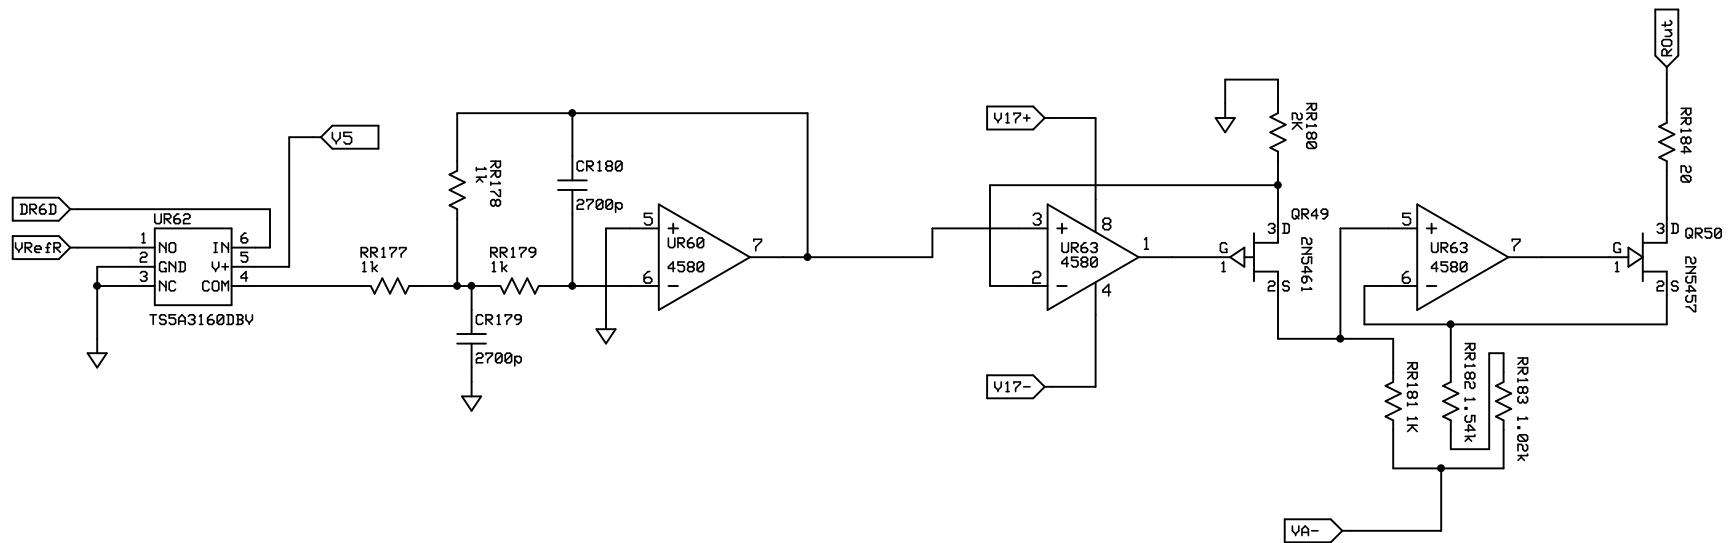 ROut
RR184 20
3 D
QR50
G
1
2N5457
2 S
V17+
RR180
2K
V5
RR178
1k
CR180
2700p
DR6D
UR62
VRefR
1 NO IN 6
2 GND V+ 5
3 NC COM 4
TS5A3160DBV
RR177
1k
RR179
1k
CR179
2700p
5 +
UR60 7
4580
6 −
3 + 8
UR63 1
4580
2 − 4
QR49
3 D
G
1
2N5461
2 S
5 +
UR63 7
4580
6 −
V17-
RR181 1K
RR182 1.54k
RR183 1.02k
VA-